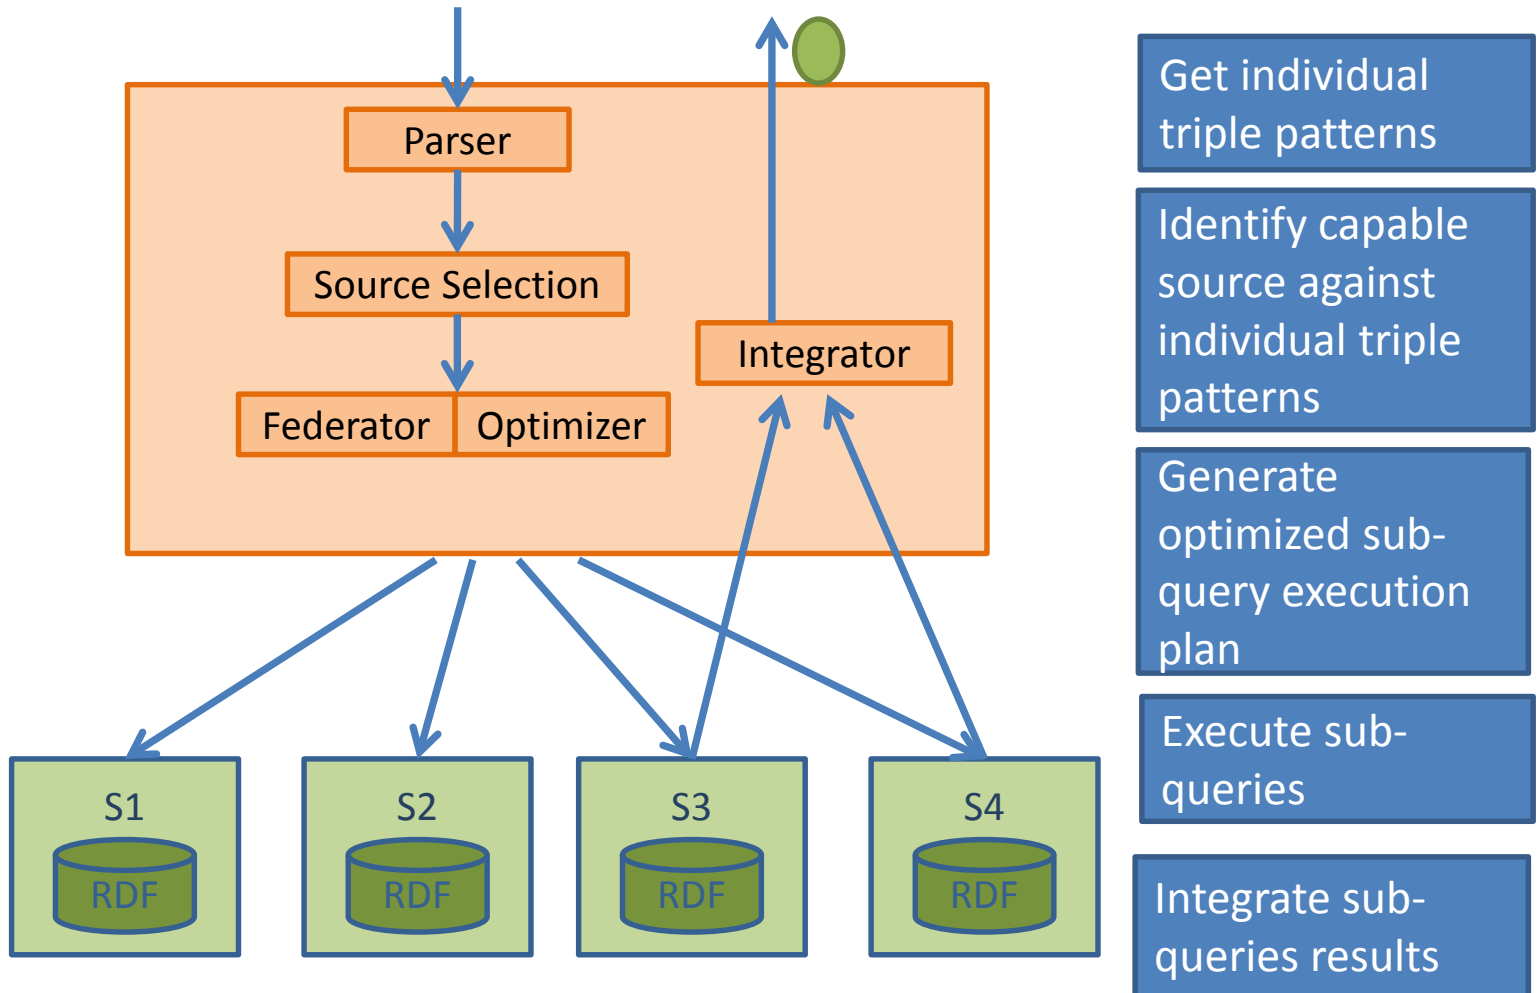 Parser
Source Selection
Federator
Optimizer
Integrator
S1
RDF
S2
RDF
S3
RDF
S4
RDF
Get individual
triple patterns
Identify capable
source against
individual triple
patterns
Generate
optimized sub-
query execution
plan
Execute sub-
queries
Integrate sub-
queries results